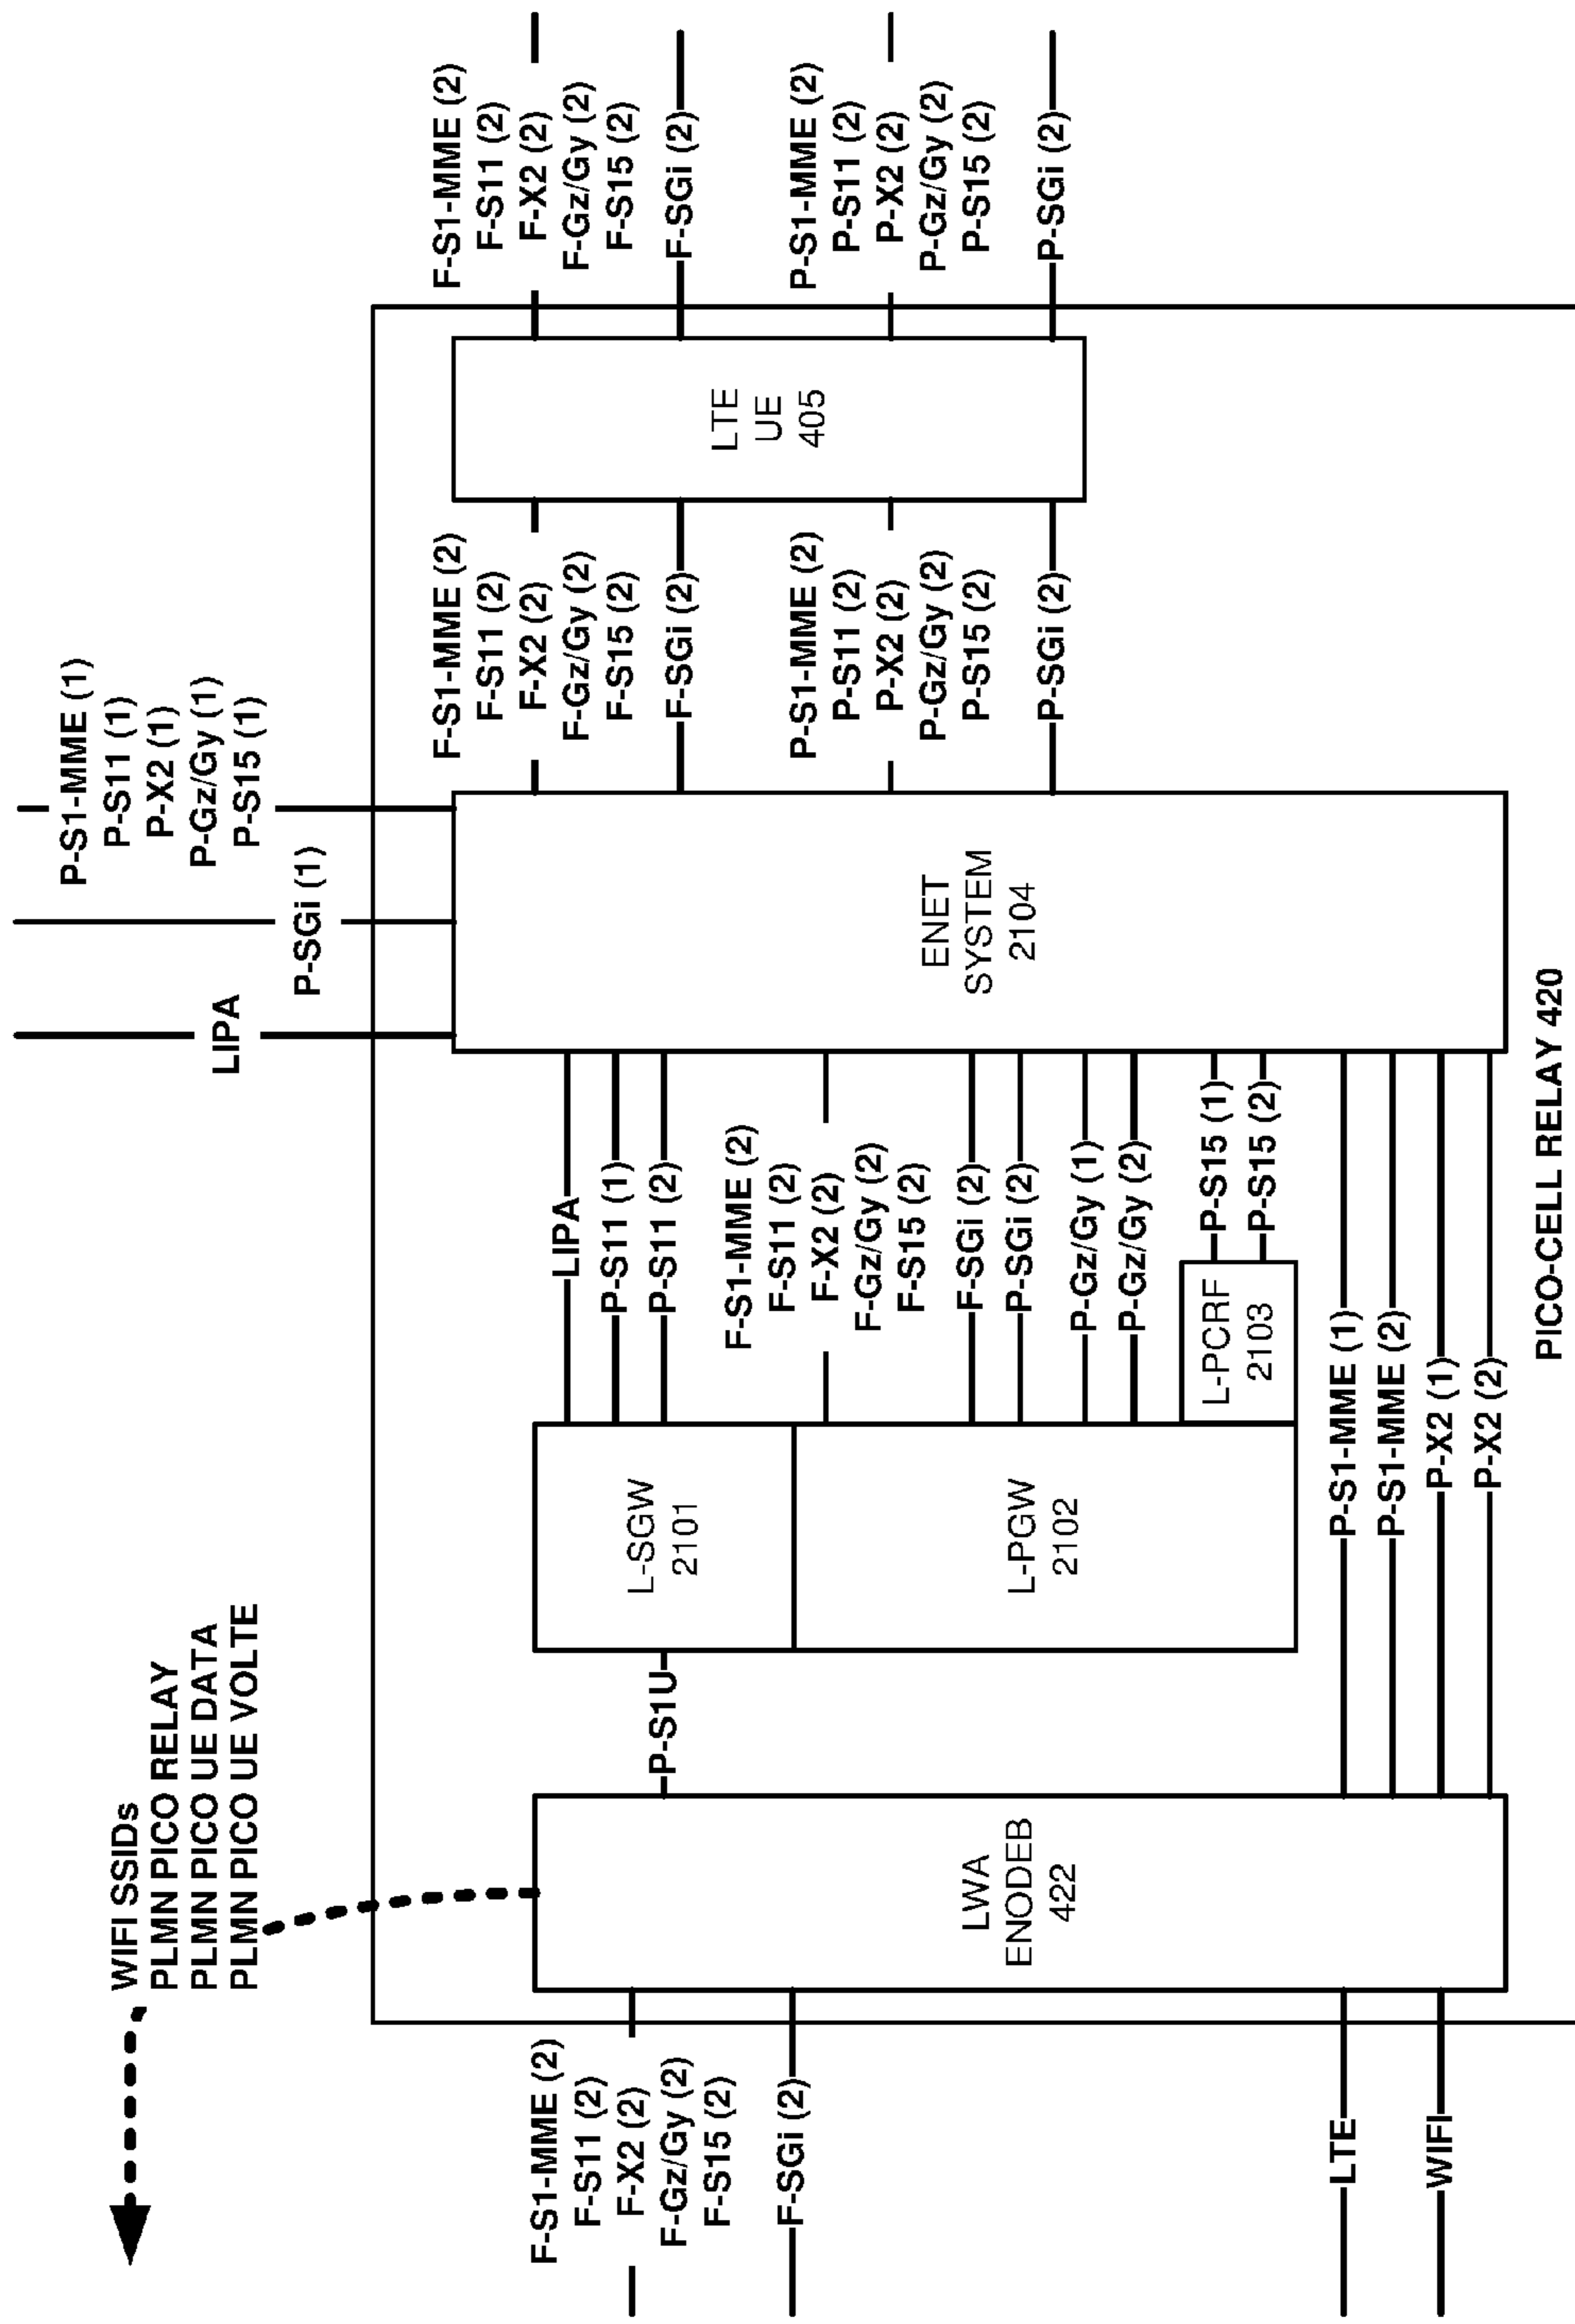 WIFI SSIDs
PLMN PICO RELAY
PLMN PICO UE DATA
PLMN PICO UE VOLTE
LIPA
P-SGi (1)
P-S1-MME (1)
P-S11 (1)
P-X2 (1)
P-Gz/Gy (1)
P-S15 (1)
F-S1-MME (2)
F-S11 (2)
F-X2 (2)
F-Gz/Gy (2)
F-S15 (2)
F-SGi (2)
LTE
WIFI
LWA
ENODEB
422
P-S1U
L-SGW
2101
L-PGW
2102
L-PCRF
2103
LIPA
P-S11 (1)
P-S11 (2)
F-S1-MME (2)
F-S11 (2)
F-X2 (2)
F-Gz/Gy (2)
F-S15 (2)
F-SGi (2)
P-SGi (2)
P-Gz/Gy (1)
P-Gz/Gy (2)
P-S15 (1)
P-S15 (2)
P-S1-MME (1)
P-S1-MME (2)
P-X2 (1)
P-X2 (2)
ENET
SYSTEM
2104
F-S1-MME (2)
F-S11 (2)
F-X2 (2)
F-Gz/Gy (2)
F-S15 (2)
F-SGi (2)
P-S1-MME (2)
P-S11 (2)
P-X2 (2)
P-Gz/Gy (2)
P-S15 (2)
P-SGi (2)
LTE
UE
405
F-S1-MME (2)
F-S11 (2)
F-X2 (2)
F-Gz/Gy (2)
F-S15 (2)
F-SGi (2)
P-S1-MME (2)
P-S11 (2)
P-X2 (2)
P-Gz/Gy (2)
P-S15 (2)
P-SGi (2)
PICO-CELL RELAY 420